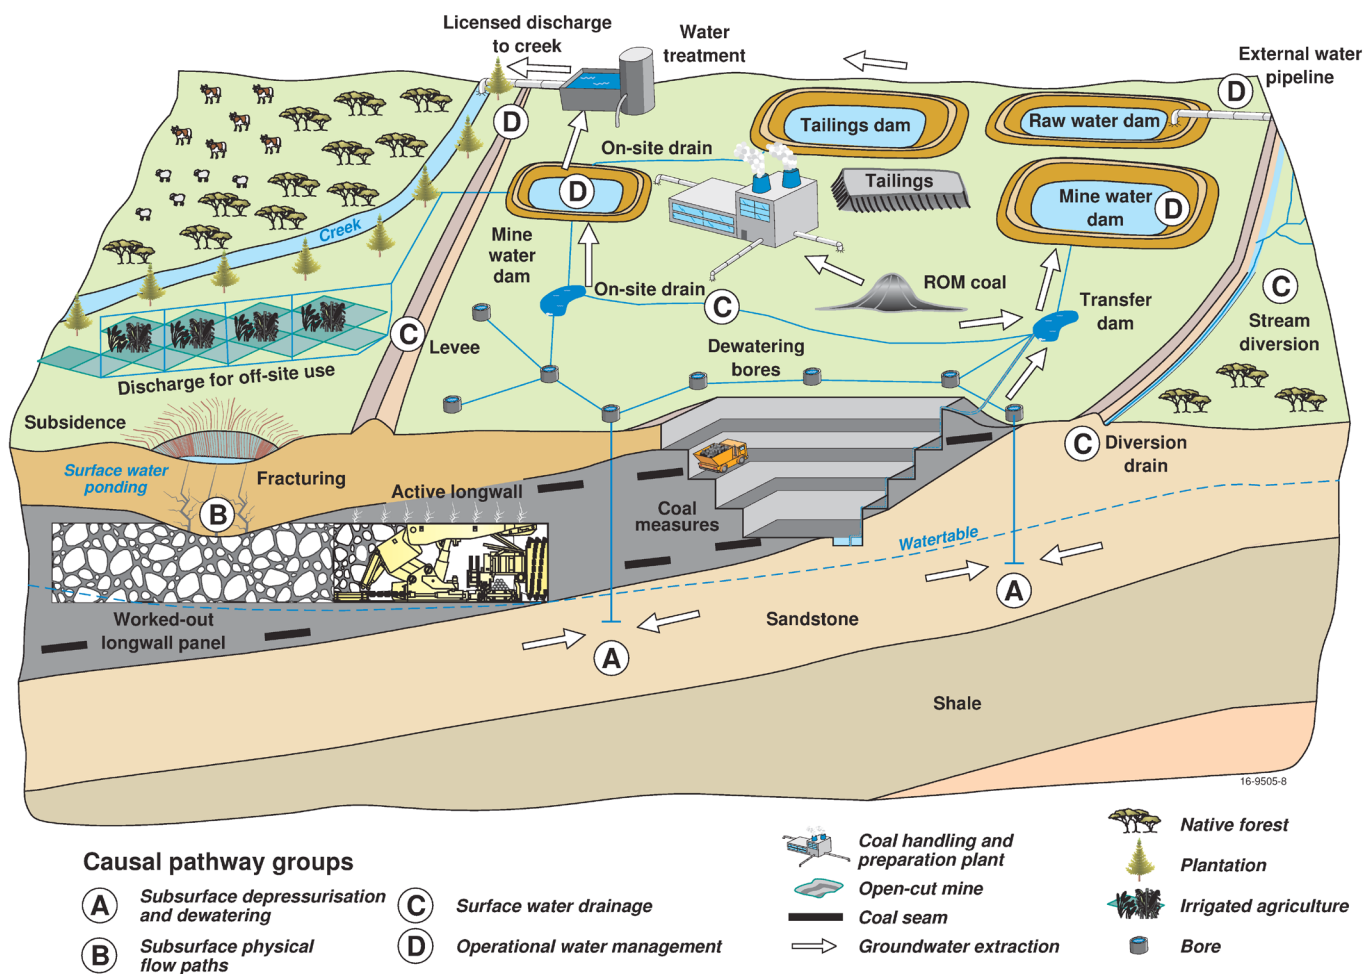 Licensed discharge
to creek
Water
treatment
External water
pipeline
D
D
Tailings dam
Raw water dam
On-site drain
D
Tailings
Mine water
dam
D
Creek
Mine
water
dam
On-site drain
C
ROM coal
Transfer
dam
C
Stream
diversion
C
Levee
Dewatering
bores
Discharge for off-site use
Subsidence
Surface water
ponding
Fracturing
B
Active longwall
Coal
measures
C
Diversion
drain
Watertable
A
Worked-out
longwall panel
A
Sandstone
Shale
16-9505-8
Causal pathway groups
A
Subsurface depressurisation
and dewatering
B
Subsurface physical
flow paths
C
Surface water drainage
D
Operational water management
Coal handling and
preparation plant
Open-cut mine
Coal seam
Groundwater extraction
Native forest
Plantation
Irrigated agriculture
Bore